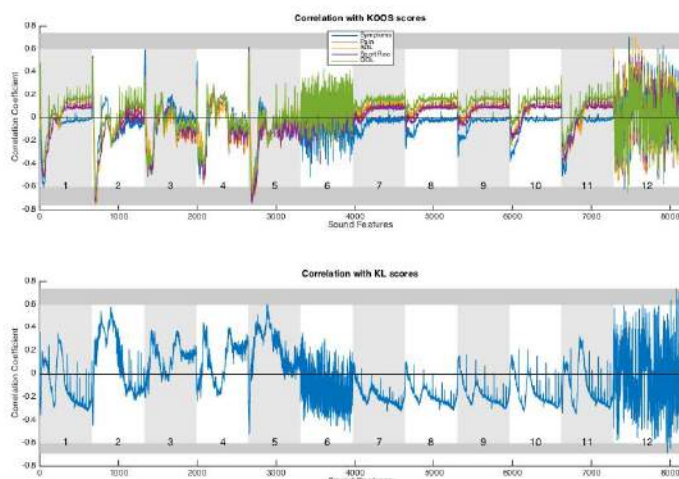 Correlation with KOOS scores
Symptoms
Pain
ADL
Sport/Rec
QOL
Correlation Coefficient
0.8
0.6
0.4
0.2
0
-0.2
-0.4
-0.6
-0.8
1 2 3 4 5 6 7 8 9 10 11 12
0 1000 2000 3000 4000 5000 6000 7000 8000
Sound Features
Correlation with KL scores
Correlation Coefficient
0.8
0.6
0.4
0.2
0
-0.2
-0.4
-0.6
-0.8
1 2 3 4 5 6 7 8 9 10 11 12
0 1000 2000 3000 4000 5000 6000 7000 8000
Sound Features